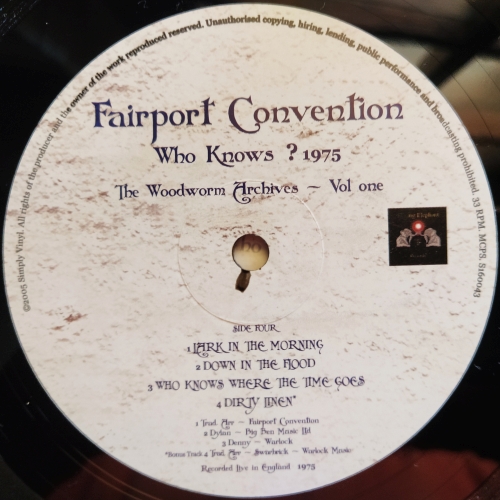 ©2005 Simply Vinyl. All rights of the producer and the owner of the work reproduced reserved. Unauthorised copying, hiring, lending, public performance and broadcasting prohibited. 33 RPM. MCPS. S160043
Fairport Convention
Who Knows ? 1975
The Woodworm Archives – Vol one
Elephant
SIDE FOUR
1 LARK IN THE MORNING
2 DOWN IN THE FLOOD
3 WHO KNOWS WHERE THE TIME GOES
4 DIRTY LINEN*
1 Trad. Arr – Fairport Convention
2 Dylan – Big Ben Music Ltd
3 Denny – Warlock
*Bonus Track 4 Trad. Arr – Swarbrick – Warlock Music
Recorded Live in England 1975